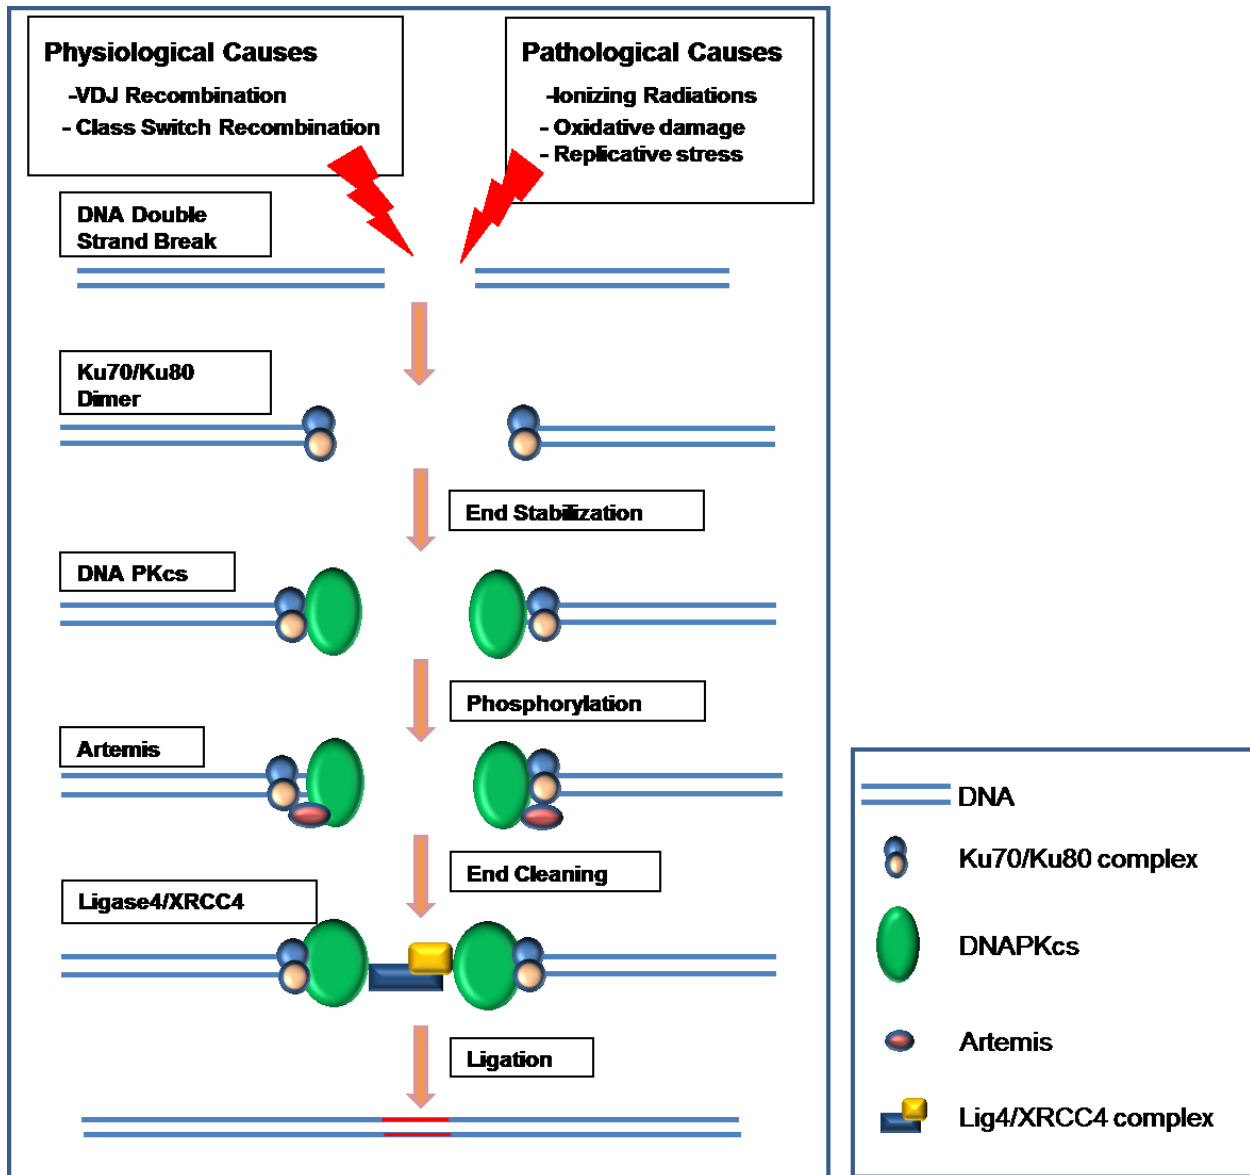 Physiological Causes
-VDJ Recombination
- Class Switch Recombination
Pathological Causes
-Ionizing Radiations
- Oxidative damage
- Replicative stress
DNA Double
Strand Break
Ku70/Ku80
Dimer
End Stabilization
DNA PKcs
Phosphorylation
Artemis
End Cleaning
Ligase4/XRCC4
Ligation
DNA
Ku70/Ku80 complex
DNAPKcs
Artemis
Lig4/XRCC4 complex